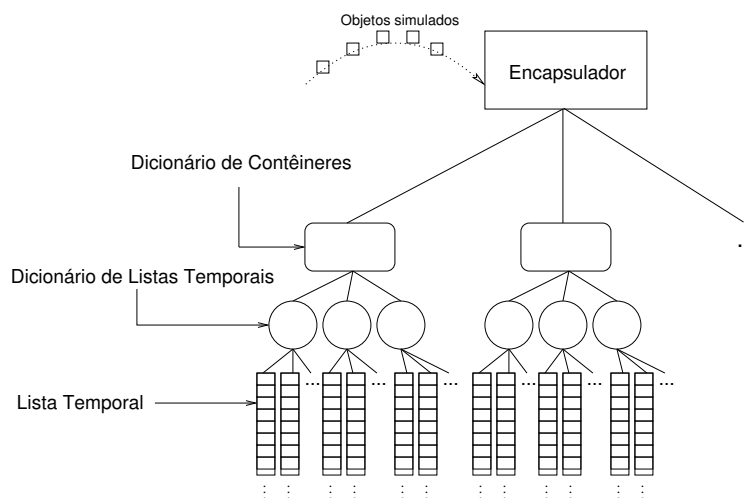 Objetos simulados
Encapsulador
Dicionário de Contêineres
Dicionário de Listas Temporais
Lista Temporal